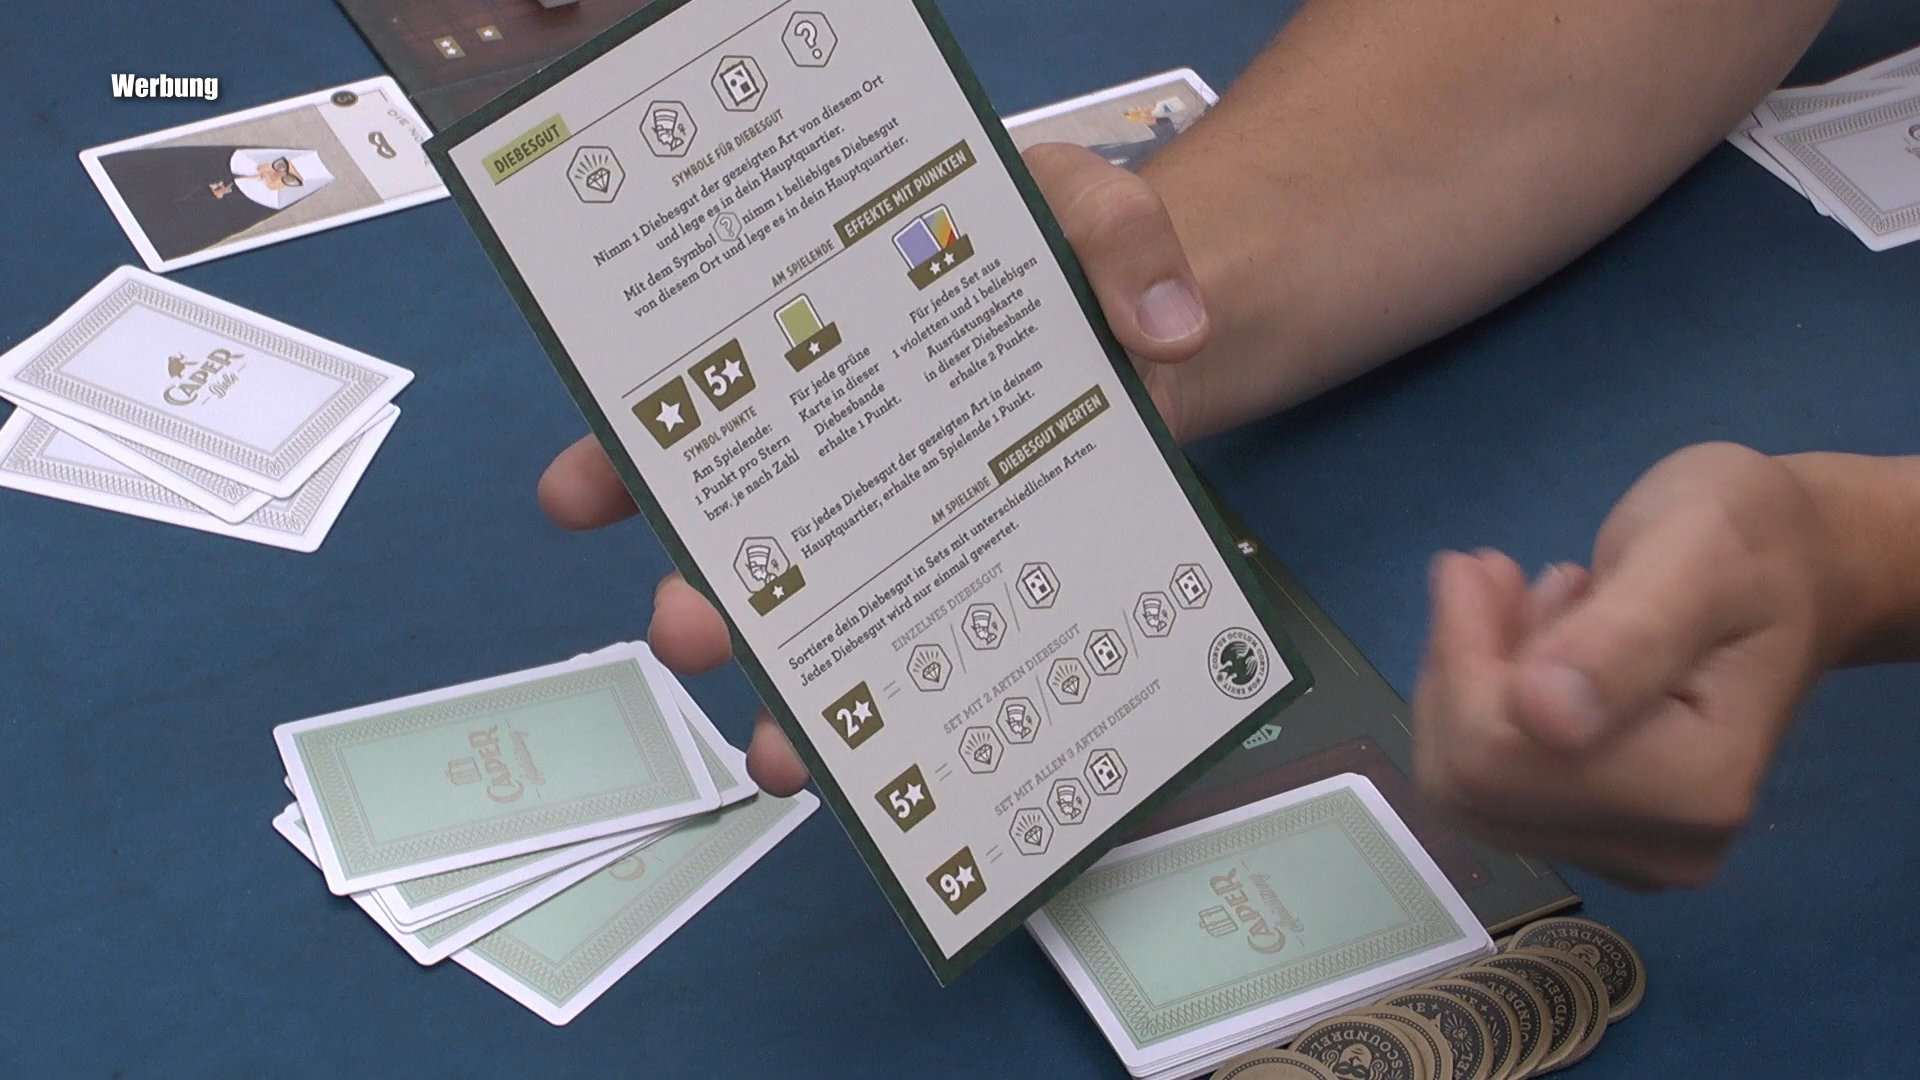 Werbung
DIEBESGUT
SYMBOLE FÜR DIEBESGUT
Nimm 1 Diebesgut der gezeigten Art von diesem Ort
und lege es in dein Hauptquartier.
Mit dem Symbol ? nimm 1 beliebiges Diebesgut
von diesem Ort und lege es in dein Hauptquartier.
AM SPIELENDE EFFEKTE MIT PUNKTEN
5
SYMBOL PUNKTE
Am Spielende:
1 Punkt pro Stern
bzw. je nach Zahl
Für jede grüne
Karte in dieser
Diebesbande
erhalte 1 Punkt.
Für jedes Set aus
1 violetten und 1 beliebigen
Ausrüstungskarte
in dieser Diebesbande
erhalte 2 Punkte.
Für jedes Diebesgut der gezeigten Art in deinem
Hauptquartier, erhalte am Spielende 1 Punkt.
AM SPIELENDE DIEBESGUT WERTEN
Sortiere dein Diebesgut in Sets mit unterschiedlichen Arten.
Jedes Diebesgut wird nur einmal gewertet.
EINZELNES DIEBESGUT
2 = / /
SET MIT 2 ARTEN DIEBESGUT
5 = / /
SET MIT ALLEN 3 ARTEN DIEBESGUT
9 =
3
CAPER
CAPER
CAPER
SCOUNDREL
SCOUNDREL